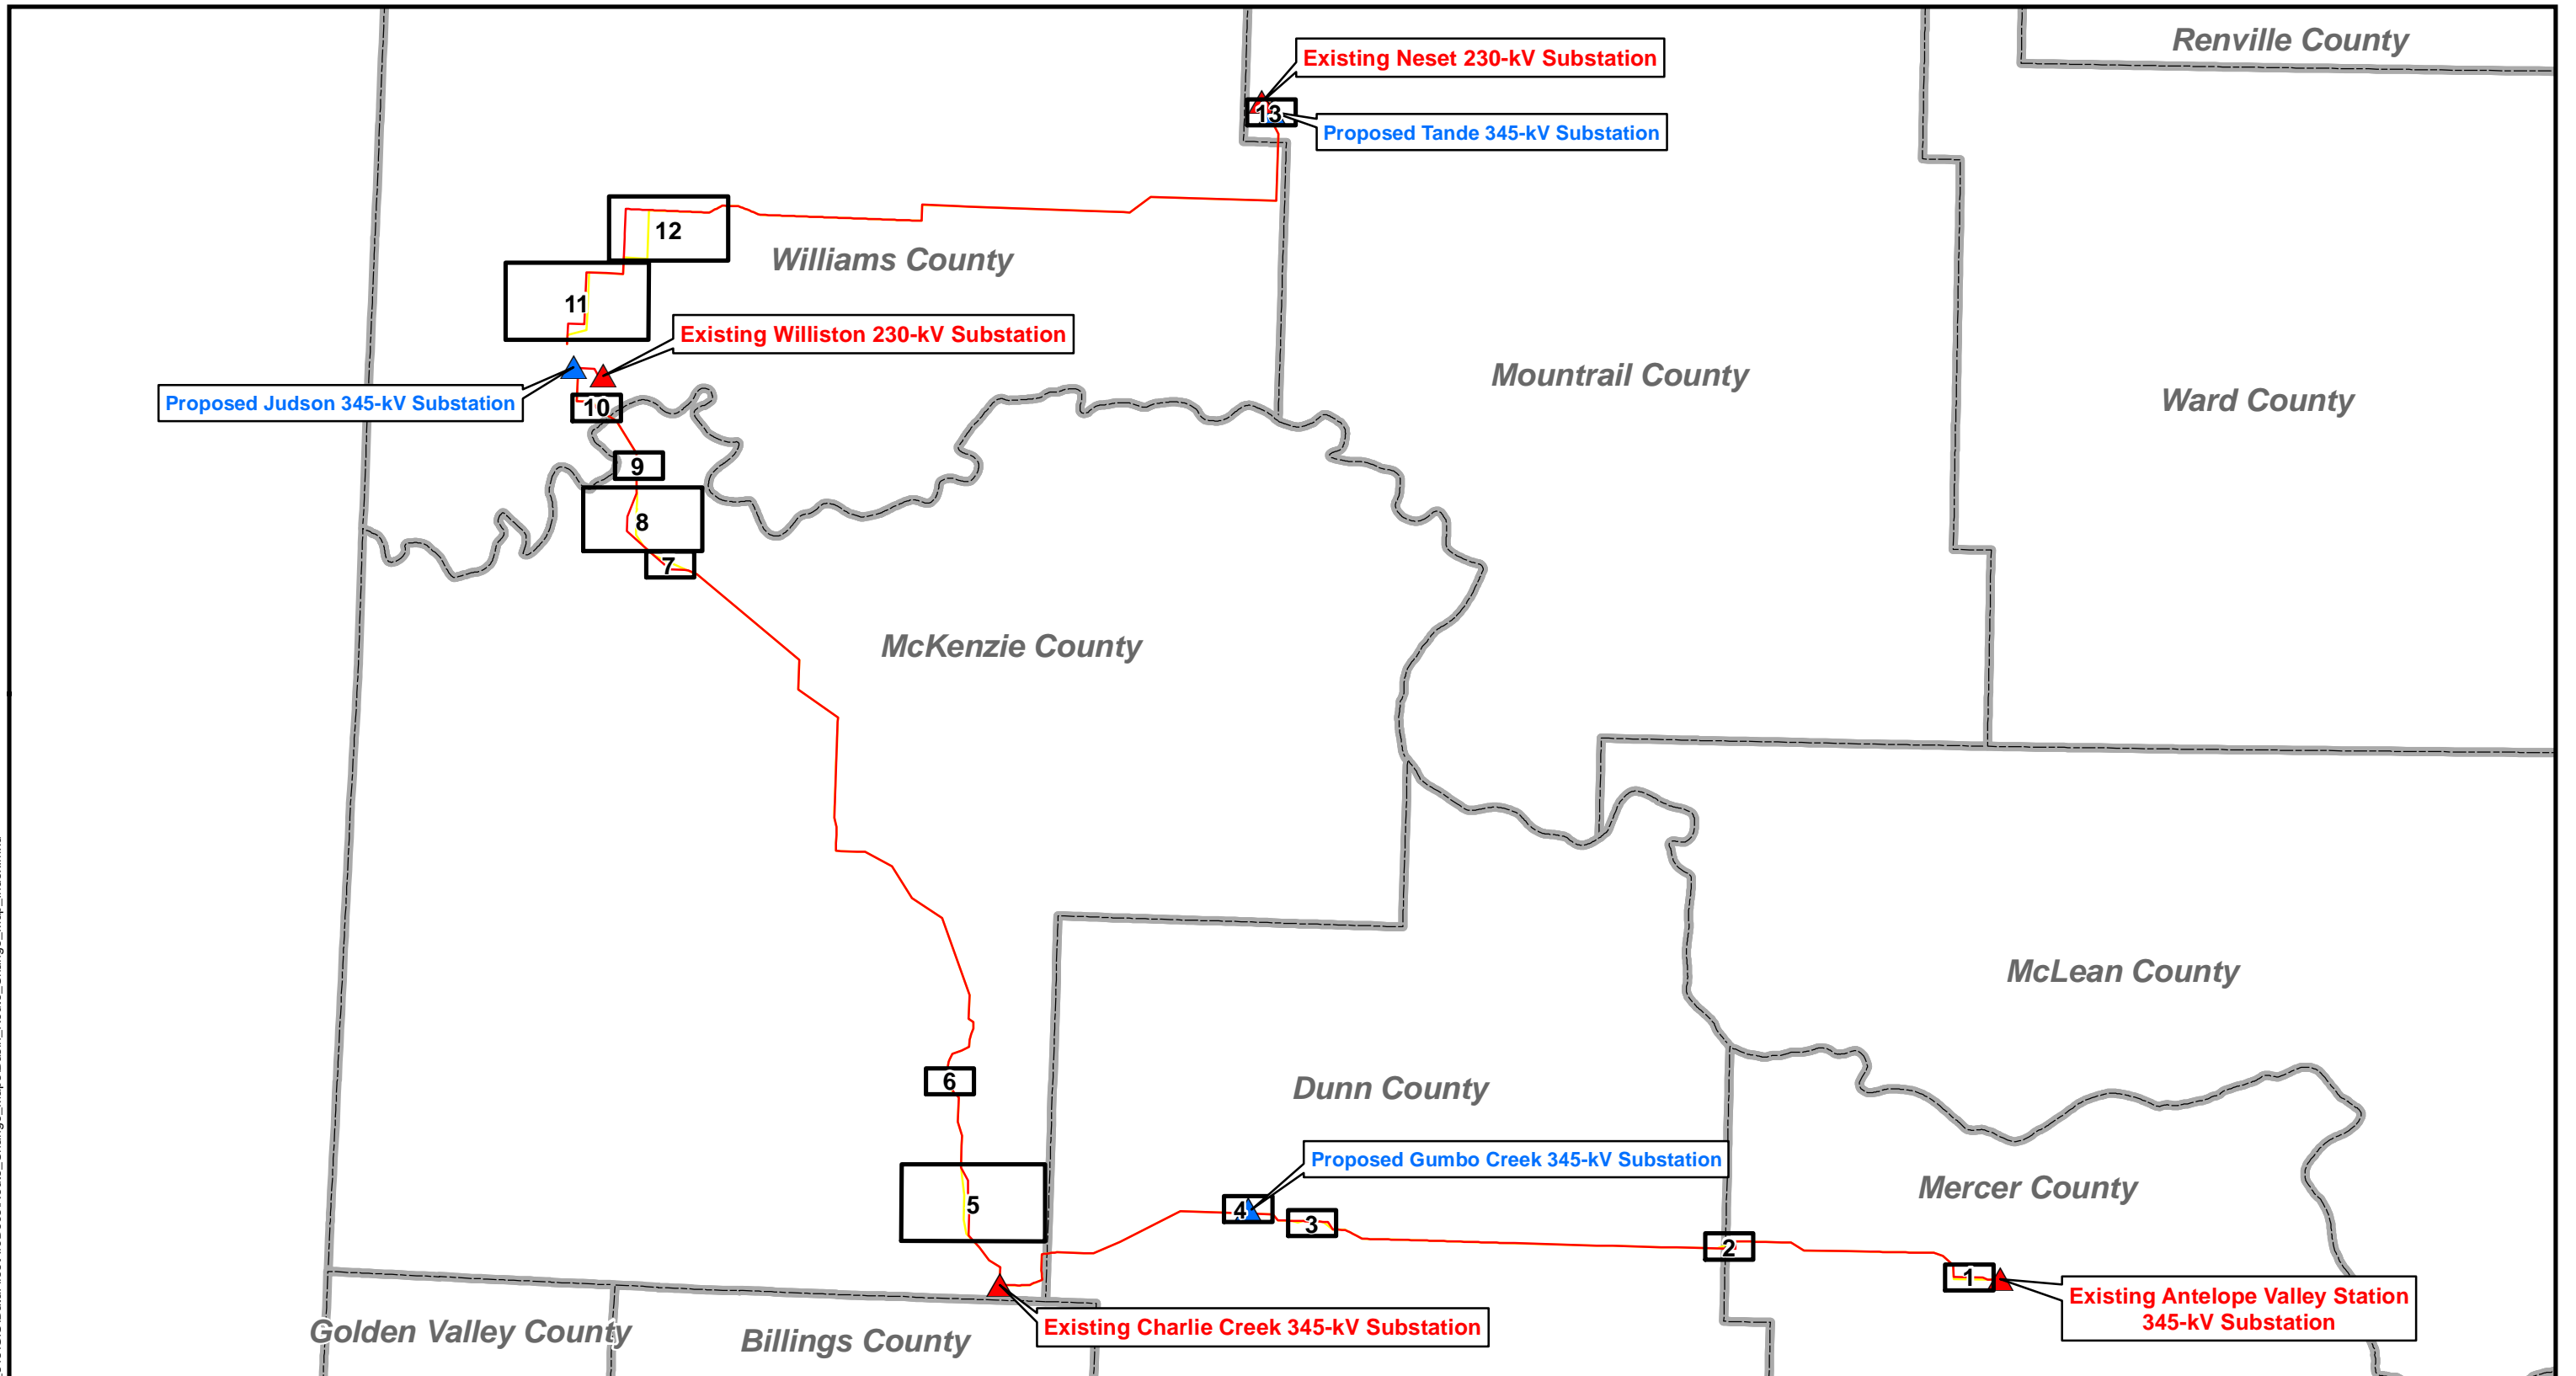 Renville County
Existing Neset 230-kV Substation
13
Proposed Tande 345-kV Substation
12
Williams County
11
Existing Williston 230-kV Substation
Mountrail County
Ward County
Proposed Judson 345-kV Substation
10
9
8
7
McKenzie County
McLean County
6
Dunn County
Proposed Gumbo Creek 345-kV Substation
Mercer County
5
4
3
2
1
Existing Antelope Valley Station
345-kV Substation
Existing Charlie Creek 345-kV Substation
Golden Valley County
Billings County